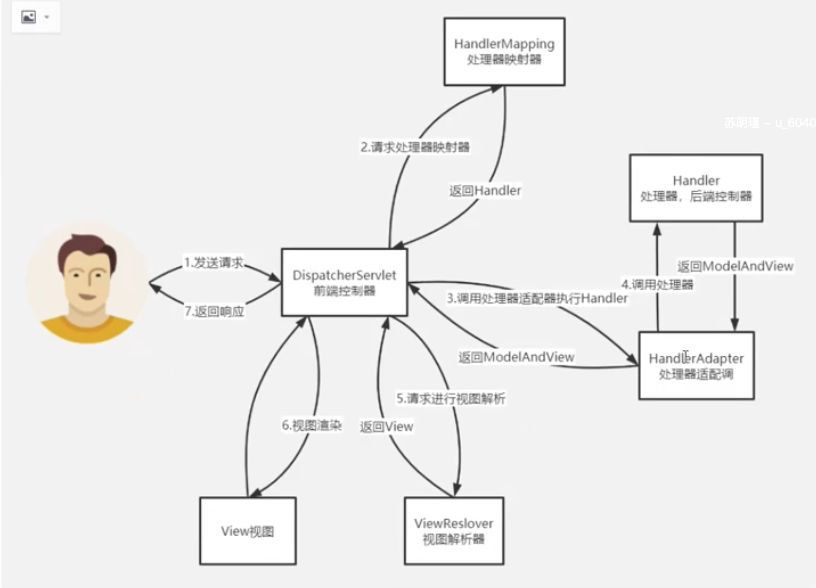 HandlerMapping
处理器映射器
2.请求处理器映射器
返回Handler
Handler
处理器，后端控制器
1.发送请求
7.返回响应
DispatcherServlet
前端控制器
3.调用处理器适配器执行Handler
4.调用处理器
返回ModelAndView
返回ModelAndView
HandlerAdapter
处理器适配调
5.请求进行视图解析
6.视图渲染
返回View
View视图
ViewReslover
视图解析器